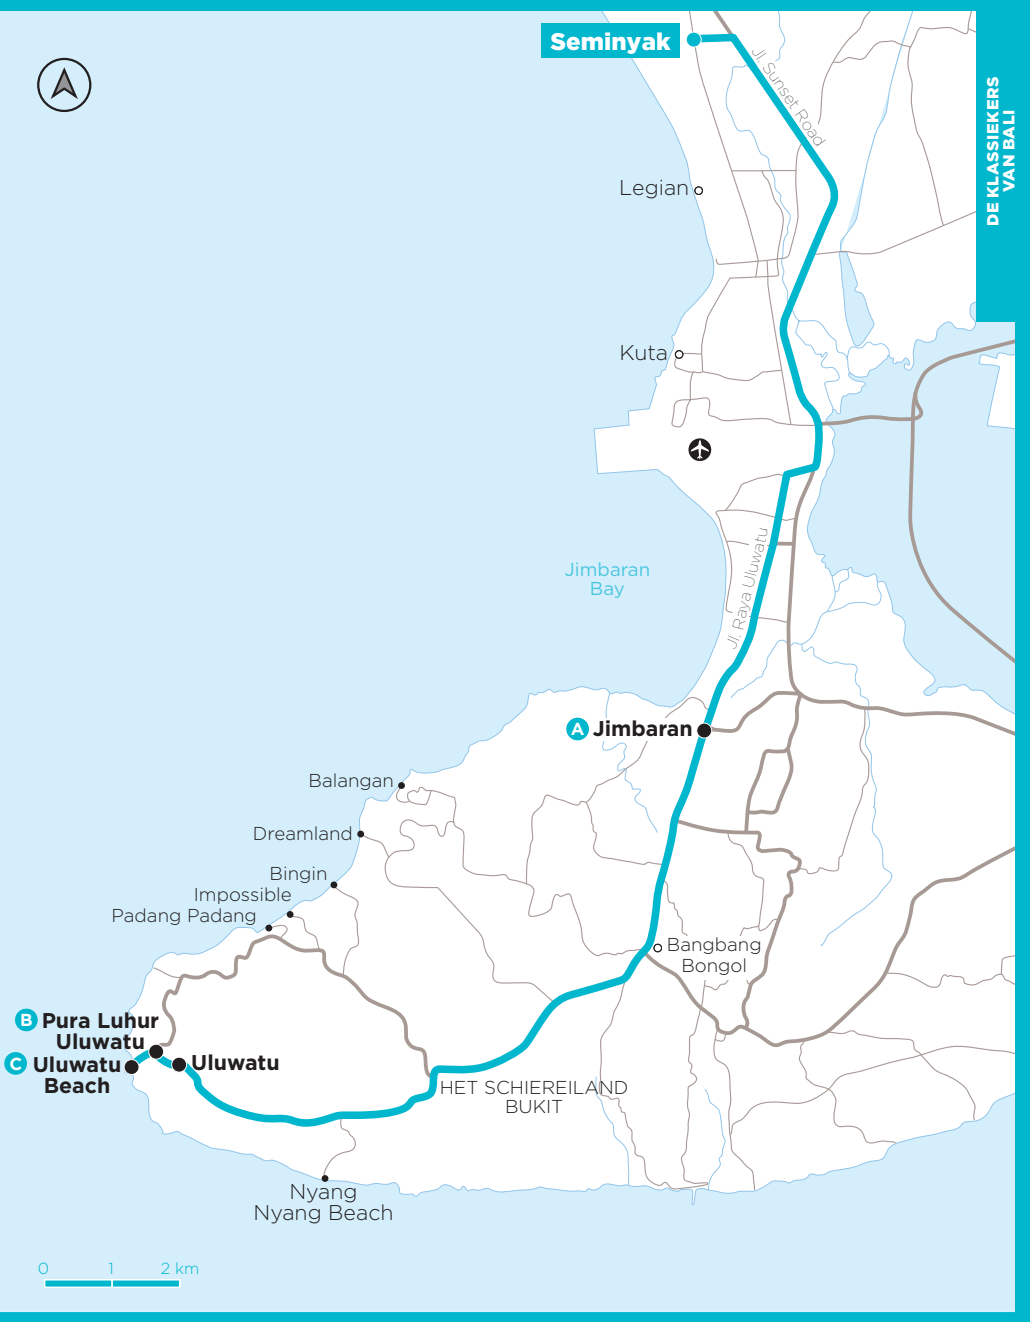 Seminyak
DE KLASSIEKERS
VAN BALI
Jl. Sunset Road
Legian
Kuta
Jimbaran
Bay
Jl. Raya Uluwatu
A Jimbaran
Balangan
Dreamland
Bingin
Impossible
Padang Padang
Bangbang
Bongol
B Pura Luhur
Uluwatu
C Uluwatu
Beach
Uluwatu
HET SCHIEREILAND
BUKIT
Nyang
Nyang Beach
0 1 2 km